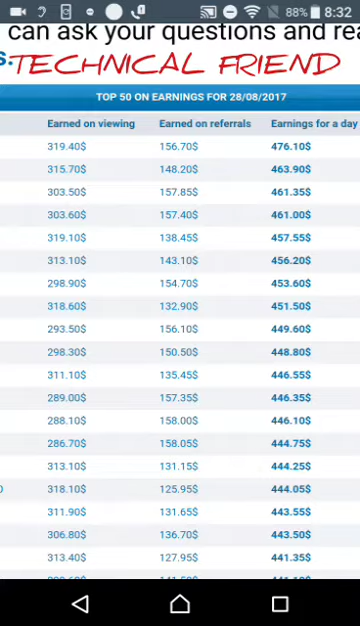 88% 8:32
can ask your questions and rea
s.
TECHNICAL FRIEND
TOP 50 ON EARNINGS FOR 28/08/2017
Earned on viewing Earned on referrals Earnings for a day
319.40$ 156.70$ 476.10$
315.70$ 148.20$ 463.90$
303.50$ 157.85$ 461.35$
303.60$ 157.40$ 461.00$
319.10$ 138.45$ 457.55$
313.10$ 143.10$ 456.20$
298.90$ 154.70$ 453.60$
318.60$ 132.90$ 451.50$
293.50$ 156.10$ 449.60$
298.30$ 150.50$ 448.80$
311.10$ 135.45$ 446.55$
289.00$ 157.35$ 446.35$
288.10$ 158.00$ 446.10$
286.70$ 158.05$ 444.75$
313.10$ 131.15$ 444.25$
318.10$ 125.95$ 444.05$
311.90$ 131.65$ 443.55$
306.80$ 136.70$ 443.50$
313.40$ 127.95$ 441.35$